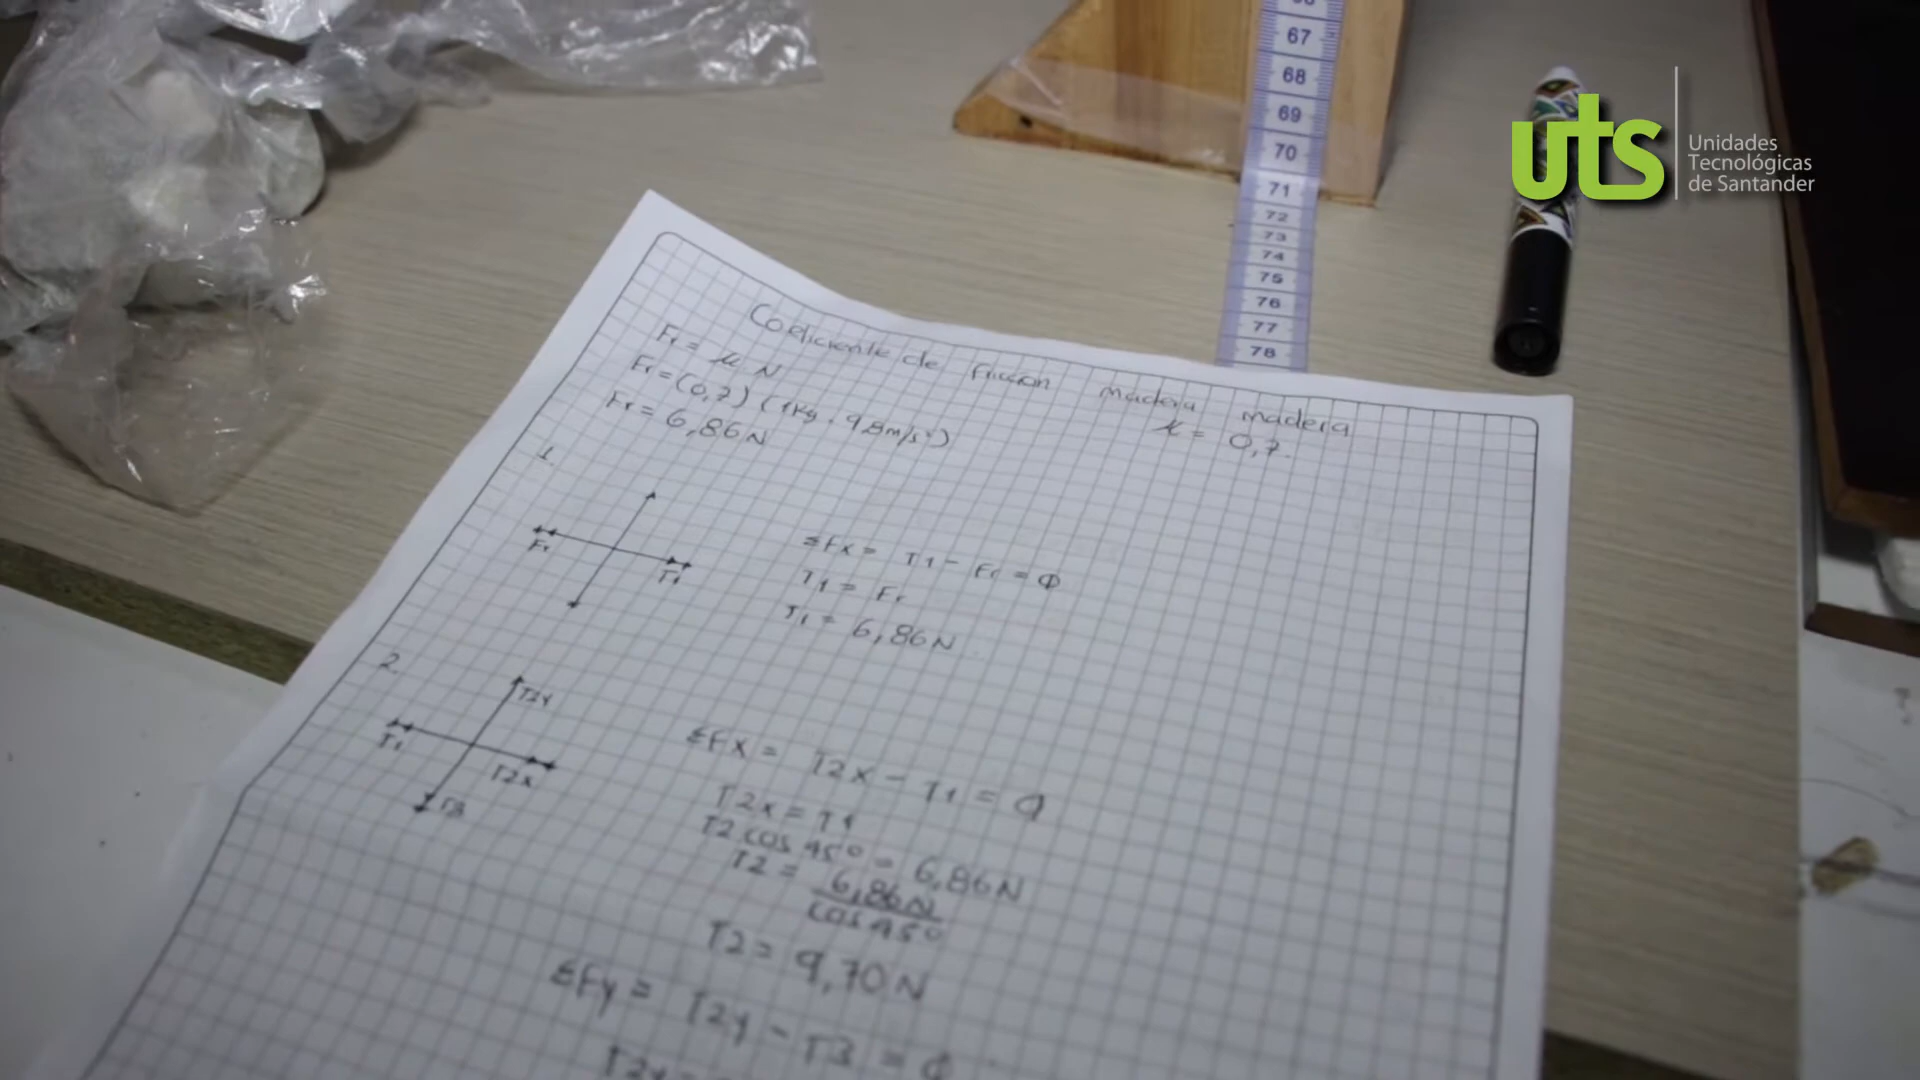 66
67
68
69
70
71
72
73
74
75
76
77
78
uts
Unidades
Tecnológicas
de Santander
Coeficiente de friccion madera madera
μ = 0,7.
Fr = μ N
Fr = (0,7) (1Kg . 9,8m/s²)
Fr = 6,86N
1.
Fr
T1
ΣFx = T1 - Fr = 0
T1 = Fr
T1 = 6,86N
2.
T2y
T1
T2x
T3
ΣFx = T2x - T1 = 0
T2x = T1
T2 cos 45° = 6,86N
T2 = 6,86N
cos 45°
T2 = 9,70N
ΣFy = T2y - T3 = 0
T2y =